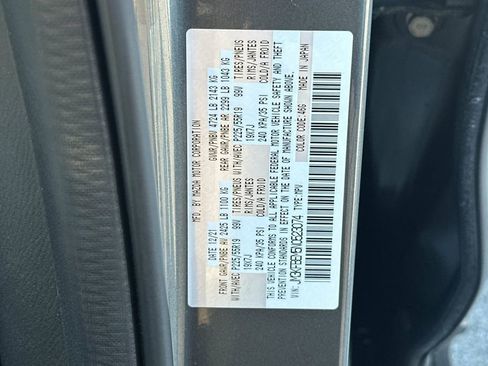 MFD. BY MAZDA MOTOR CORPORATION
12/21 GVWR/PNBV 4724 LB 2143 KG
FRONT GAWR/PNBE AV 2425 LB 1100 KG REAR GAWR/PNBE AR 2299 LB 1043 KG
WITH/AVEC P225/55R19 99V TIRES/PNEUS WITH/AVEC P225/55R19 99V TIRES/PNEUS
19X7J RIMS/JANTES 19X7J RIMS/JANTES
240 KPA/35 PSI COLD/A FROID 240 KPA/35 PSI COLD/A FROID
THIS VEHICLE CONFORMS TO ALL APPLICABLE FEDERAL MOTOR VEHICLE SAFETY AND THEFT
PREVENTION STANDARDS IN EFFECT ON THE DATE OF MANUFACTURE SHOWN ABOVE.
VIN: TYPE:MPV COLOR CODE:46G MADE IN JAPAN